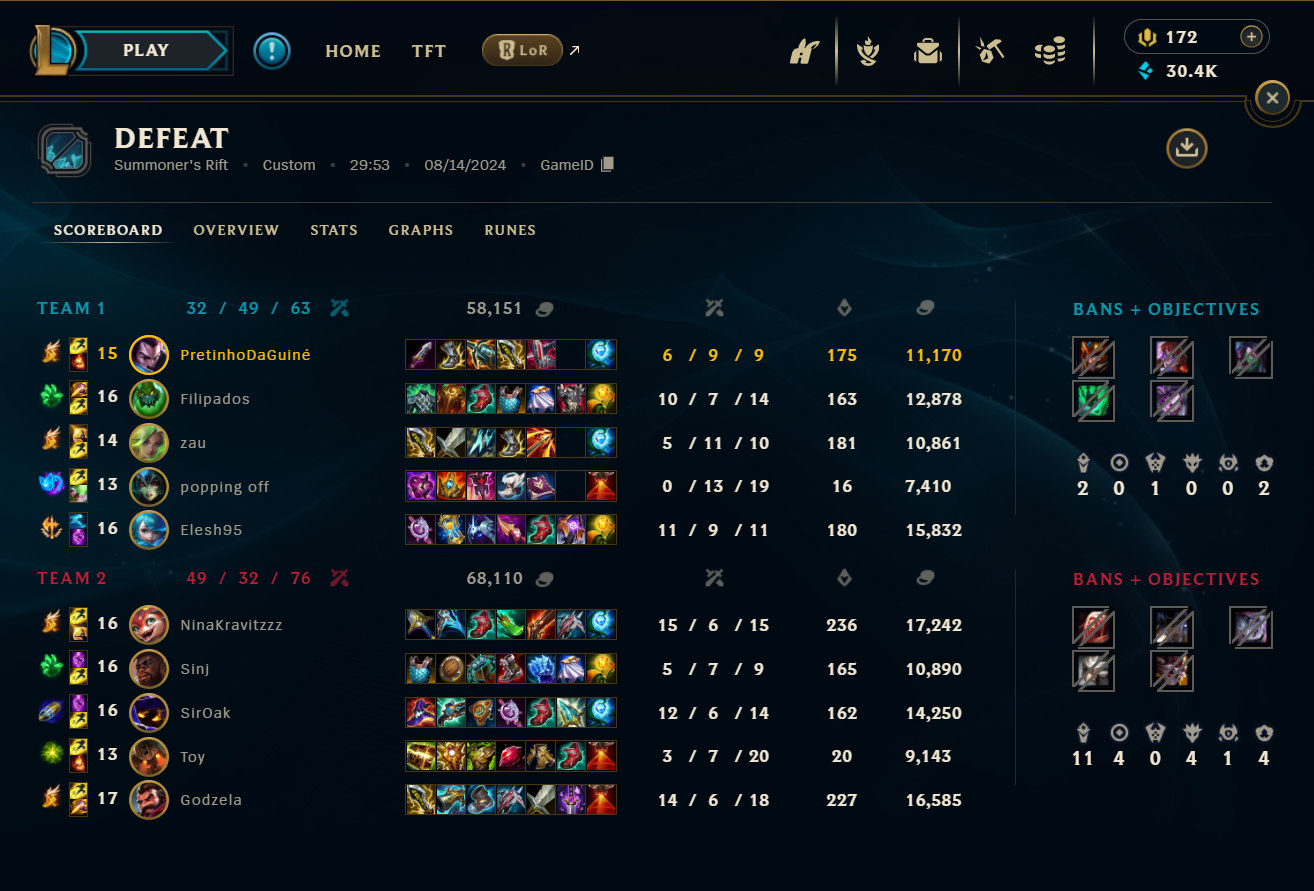 PLAY HOME TFT LoR 172
30.4K
DEFEAT
Summoner's Rift • Custom • 29:53 • 08/14/2024 • GameID
SCOREBOARD OVERVIEW STATS GRAPHS RUNES
TEAM 1 32 / 49 / 63 58,151 BANS + OBJECTIVES
15 PretinhoDaGuiné 6 / 9 / 9 175 11,170
16 Filipados 10 / 7 / 14 163 12,878
14 zau 5 / 11 / 10 181 10,861
13 popping off 0 / 13 / 19 16 7,410
2 0 1 0 0 2
16 Elesh95 11 / 9 / 11 180 15,832
TEAM 2 49 / 32 / 76 68,110 BANS + OBJECTIVES
16 NinaKravitzzz 15 / 6 / 15 236 17,242
16 Sinj 5 / 7 / 9 165 10,890
16 SirOak 12 / 6 / 14 162 14,250
13 Toy 3 / 7 / 20 20 9,143
11 4 0 4 1 4
17 Godzela 14 / 6 / 18 227 16,585